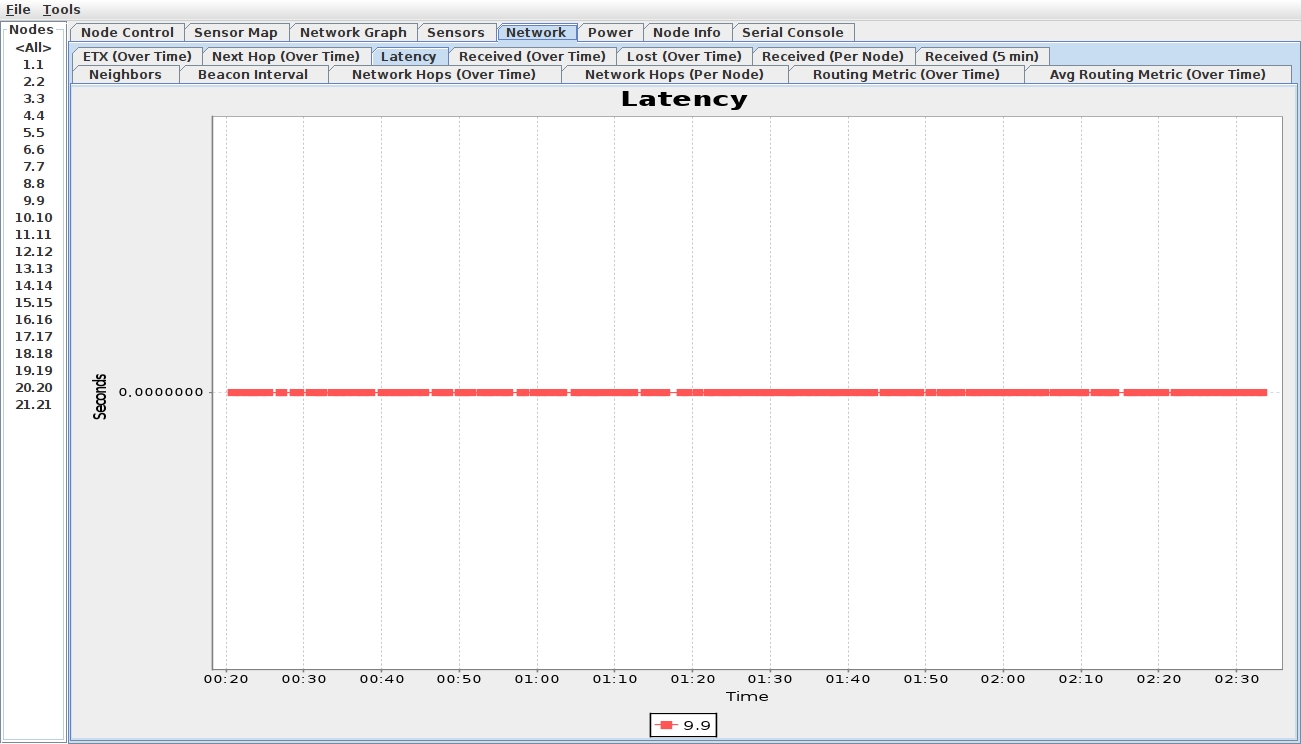 File Tools
Nodes
<All>
1.1
2.2
3.3
4.4
5.5
6.6
7.7
8.8
9.9
10.10
11.11
12.12
13.13
14.14
15.15
16.16
17.17
18.18
19.19
20.20
21.21
Node Control Sensor Map Network Graph Sensors Network Power Node Info Serial Console
ETX (Over Time) Next Hop (Over Time) Latency Received (Over Time) Lost (Over Time) Received (Per Node) Received (5 min)
Neighbors Beacon Interval Network Hops (Over Time) Network Hops (Per Node) Routing Metric (Over Time) Avg Routing Metric (Over Time)
Latency
Seconds
0.0000000
00:20 00:30 00:40 00:50 01:00 01:10 01:20 01:30 01:40 01:50 02:00 02:10 02:20 02:30
Time
9.9